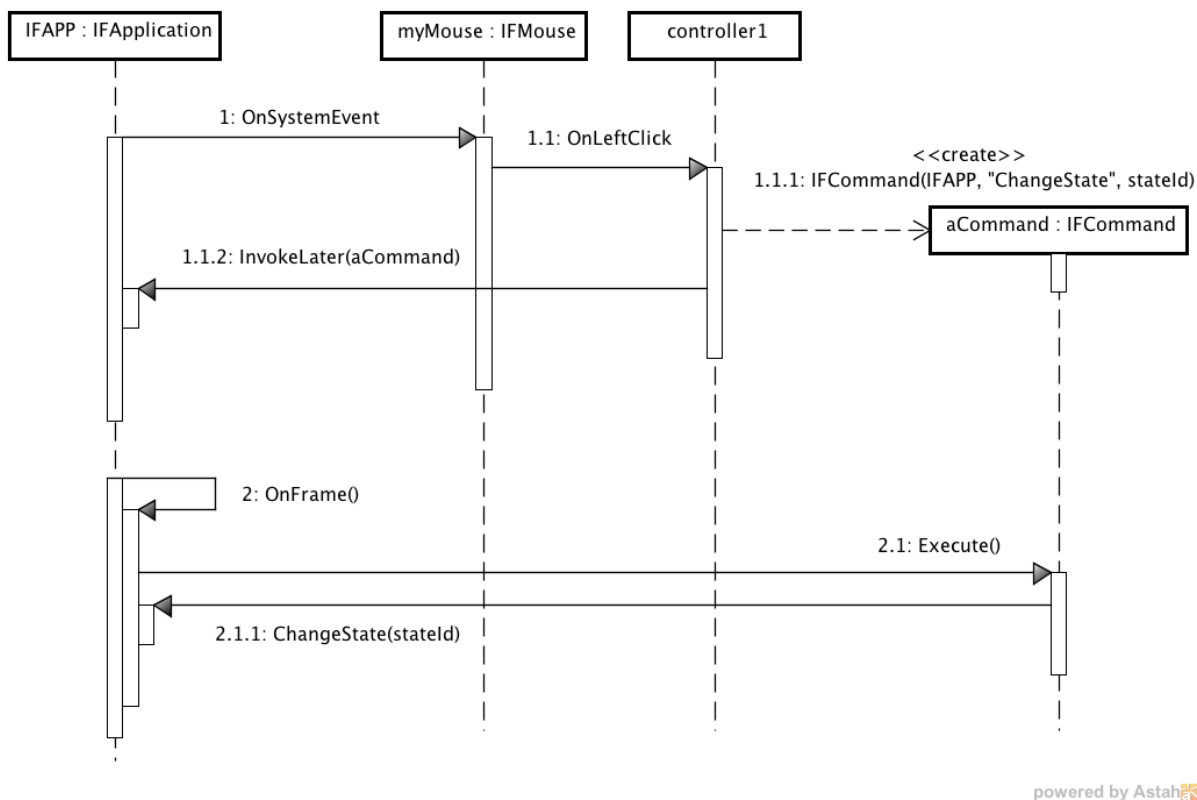 IFAPP : IFApplication
myMouse : IFMouse
controller1
1: OnSystemEvent
1.1: OnLeftClick
<<create>>
1.1.1: IFCommand(IFAPP, "ChangeState", stateId)
aCommand : IFCommand
1.1.2: InvokeLater(aCommand)
2: OnFrame()
2.1: Execute()
2.1.1: ChangeState(stateId)
powered by Astah